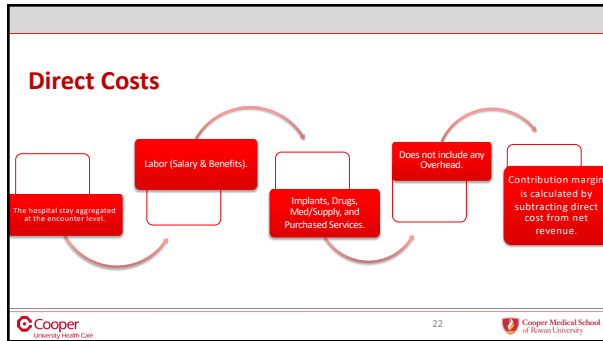 Direct Costs
The hospital stay aggregated
at the encounter level.
Labor (Salary & Benefits).
Implants, Drugs,
Med/Supply, and
Purchased Services.
Does not include any
Overhead.
Contribution margin
is calculated by
subtracting direct
cost from net
revenue.
Cooper
University Health Care
22
Cooper Medical School
of Rowan University